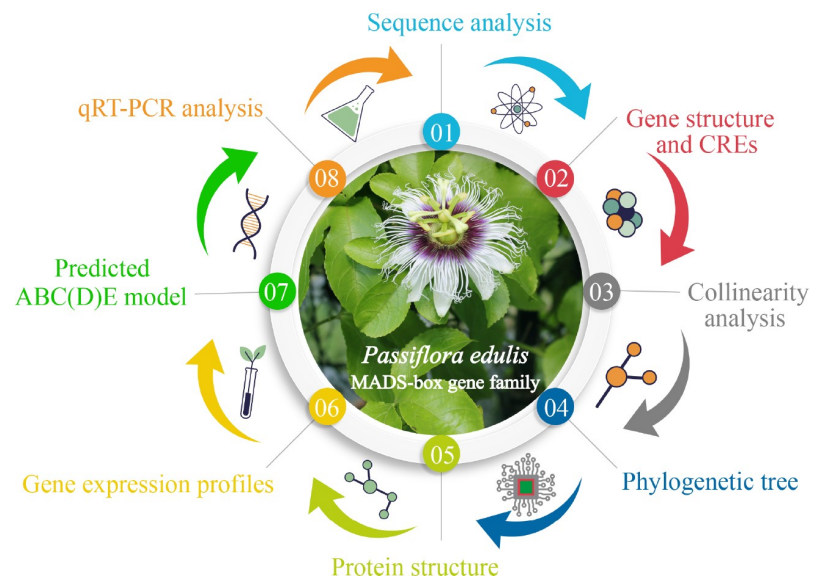 Sequence analysis
01
Gene structure
and CREs
02
Collinearity
analysis
03
Phylogenetic tree
04
Protein structure
05
Gene expression profiles
06
Predicted
ABC(D)E model
07
qRT-PCR analysis
08
Passiflora edulis
MADS-box gene family